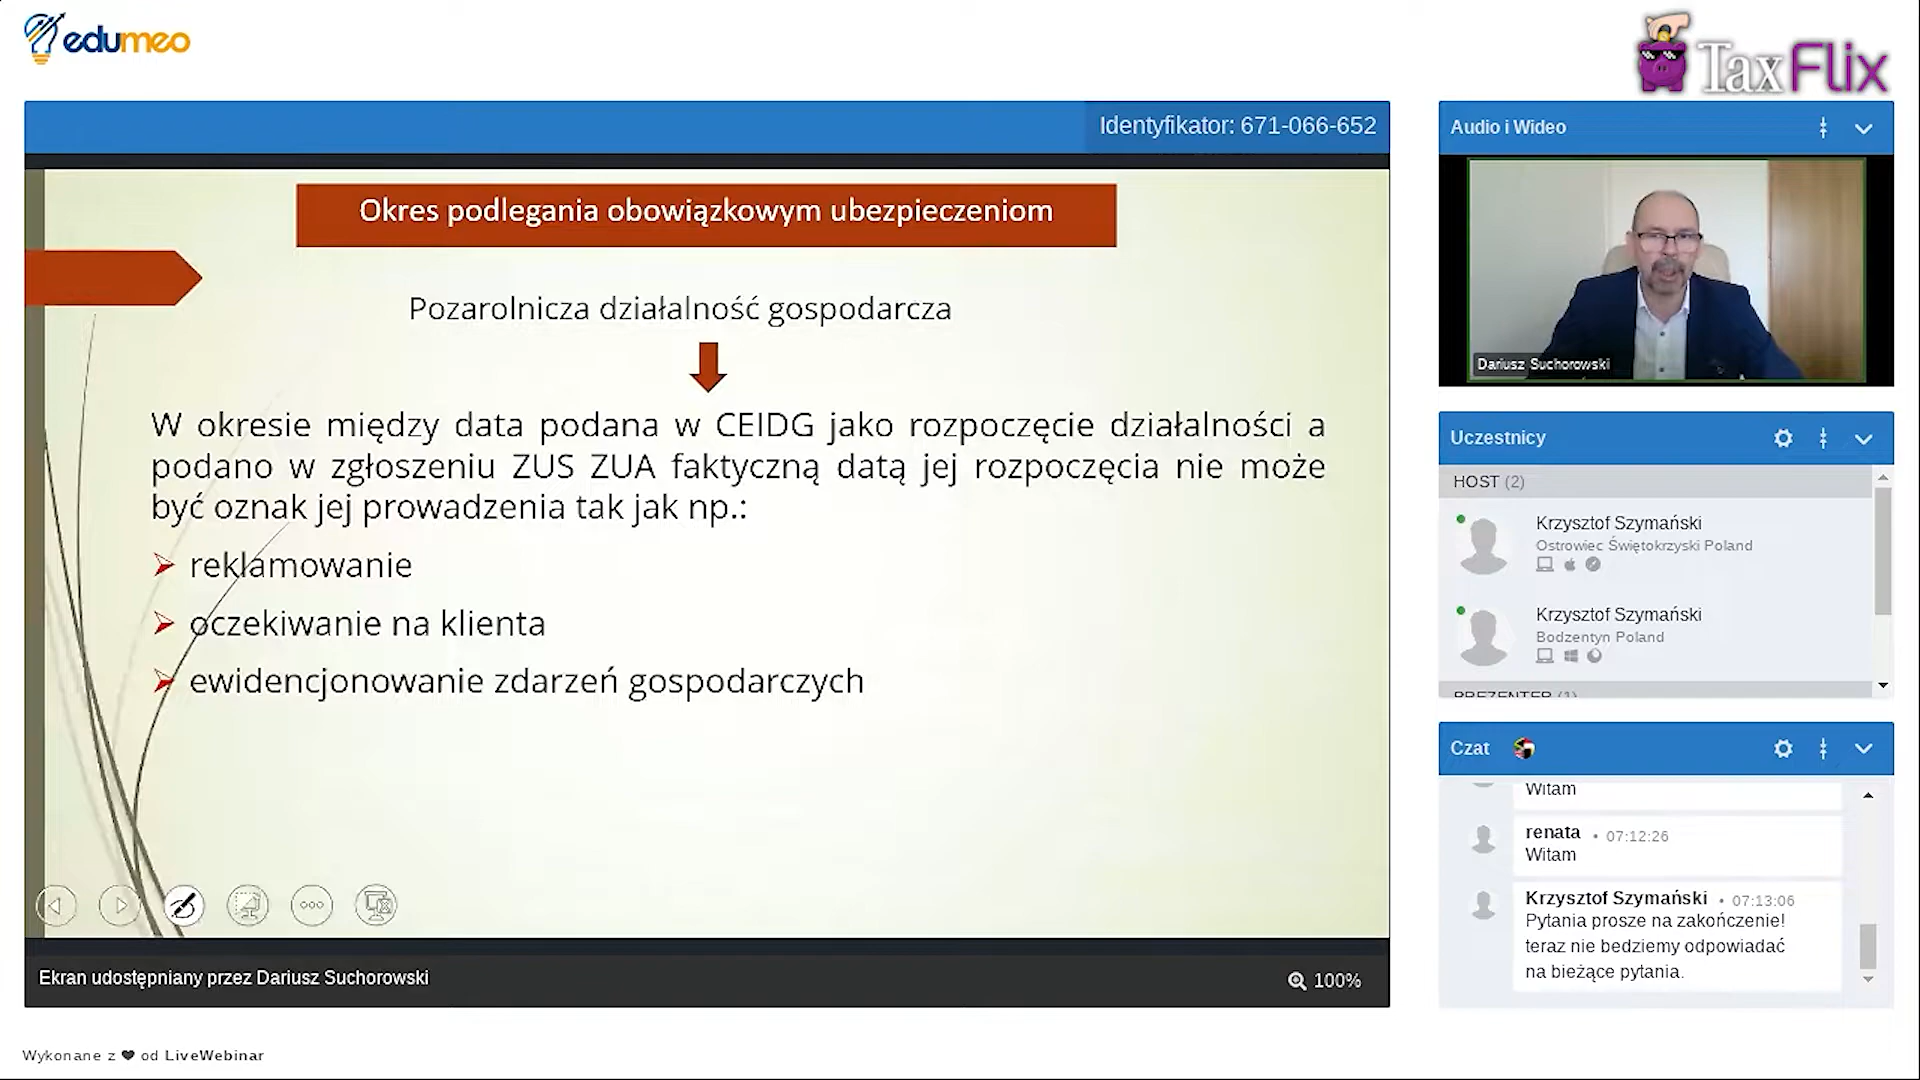 edumeo
TaxFlix
Identyfikator: 671-066-652
Okres podlegania obowiązkowym ubezpieczeniom
Pozarolnicza działalność gospodarcza
W okresie między data podana w CEIDG jako rozpoczęcie działalności a
podano w zgłoszeniu ZUS ZUA faktyczną datą jej rozpoczęcia nie może
być oznak jej prowadzenia tak jak np.:
reklamowanie
oczekiwanie na klienta
ewidencjonowanie zdarzeń gospodarczych
Ekran udostępniany przez Dariusz Suchorowski
100%
Audio i Wideo
Dariusz Suchorowski
Uczestnicy
HOST (2)
Krzysztof Szymański
Ostrowiec Świętokrzyski Poland
Krzysztof Szymański
Bodzentyn Poland
PREZENTER (1)
Czat
Witam
renata • 07:12:26
Witam
Krzysztof Szymański • 07:13:06
Pytania prosze na zakończenie!
teraz nie bedziemy odpowiadać
na bieżące pytania.
Wykonane z ❤ od LiveWebinar